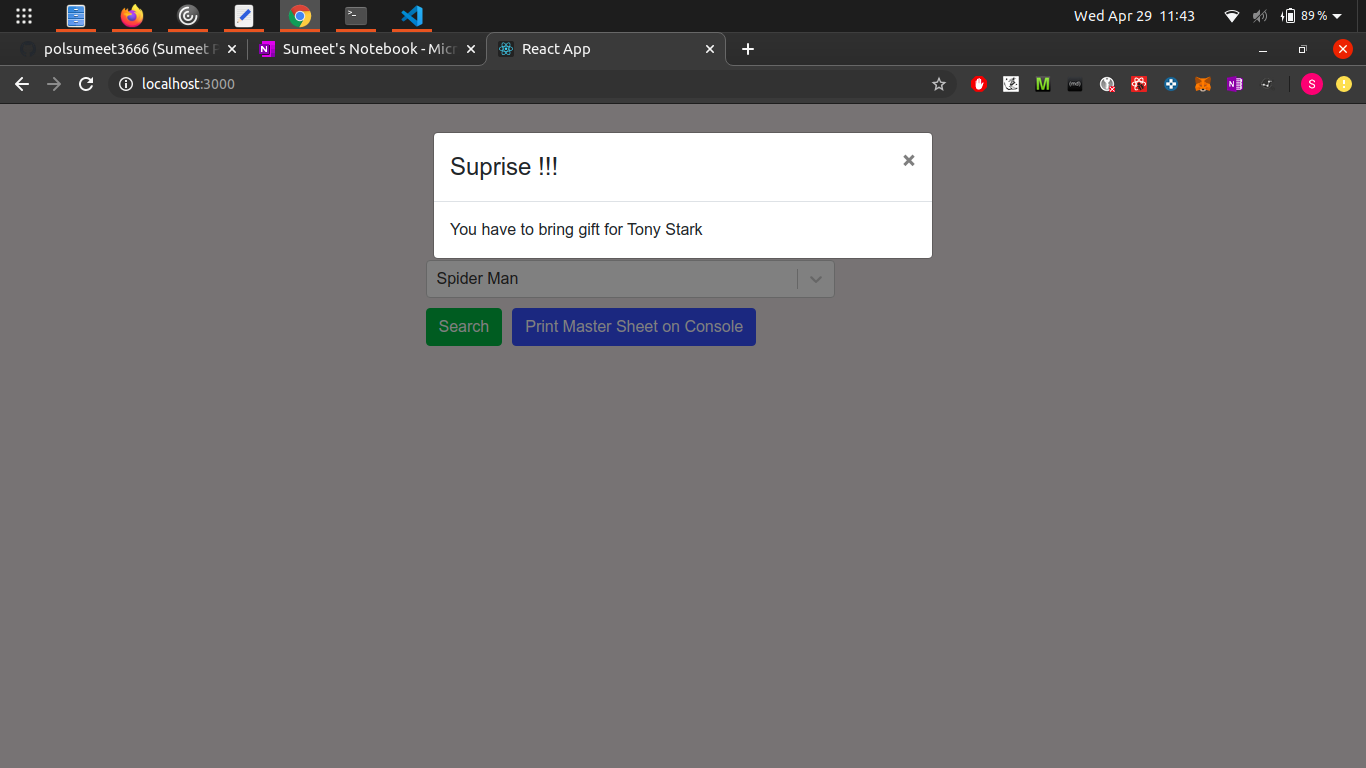 Wed Apr 29 11:43
89 %
polsumeet3666 (Sumeet P
Sumeet's Notebook - Micr
React App
localhost:3000
S
Suprise !!!
×
You have to bring gift for Tony Stark
Spider Man
Search
Print Master Sheet on Console